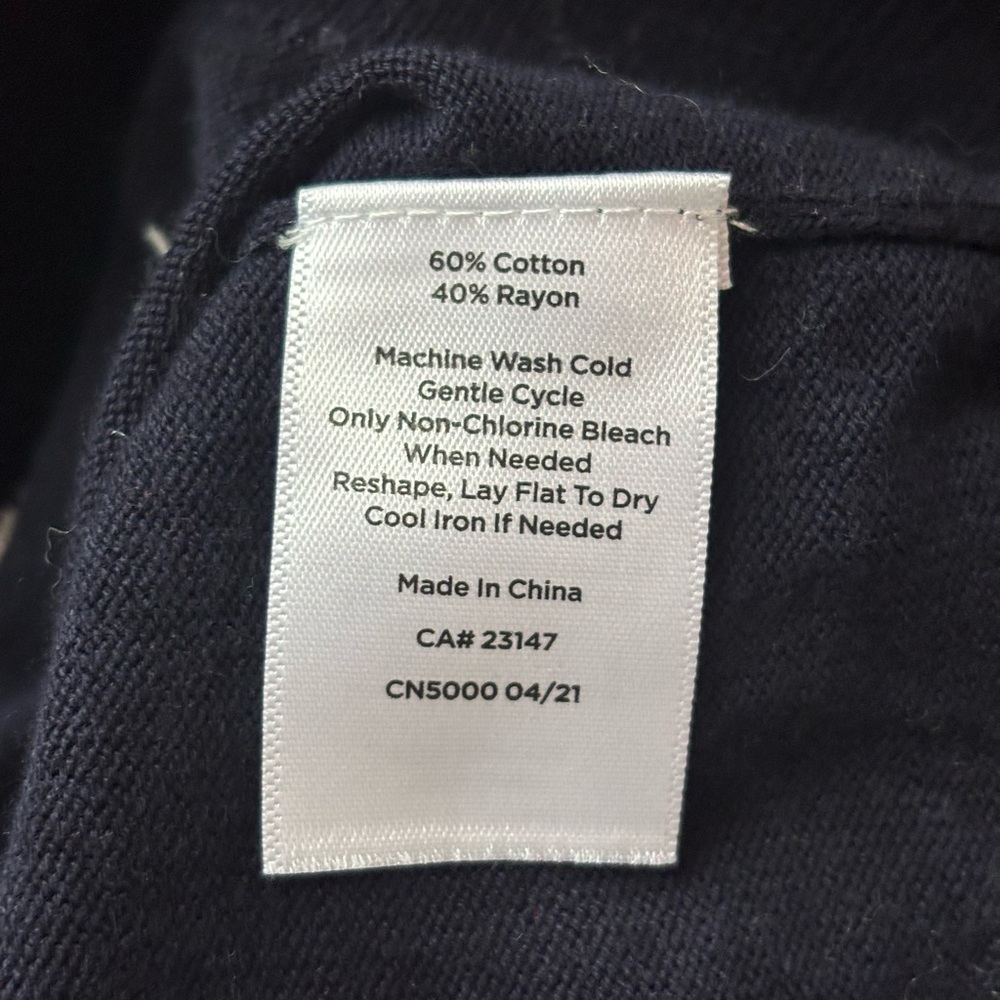 60% Cotton
40% Rayon
Machine Wash Cold
Gentle Cycle
Only Non-Chlorine Bleach
When Needed
Reshape, Lay Flat To Dry
Cool Iron If Needed
Made In China
CA# 23147
CN5000 04/21